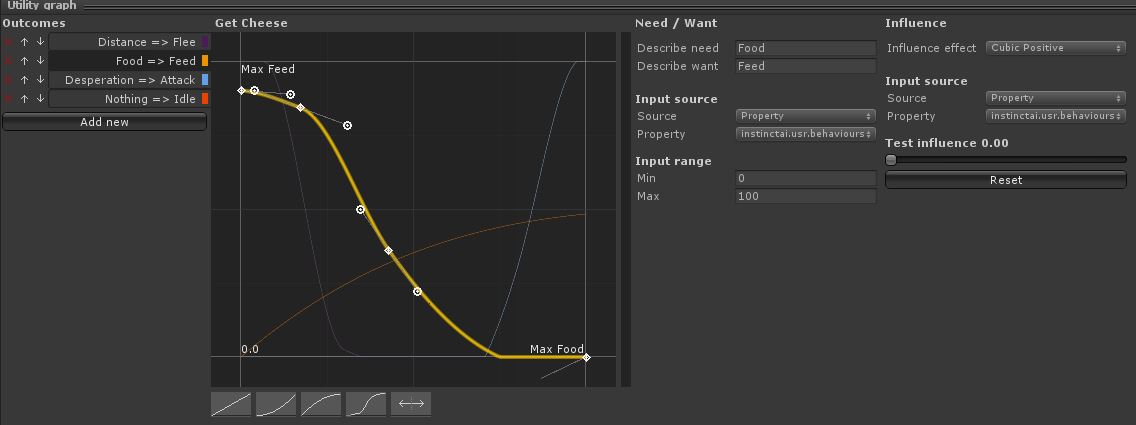 Utility graph
Outcomes
Distance => Flee
Food => Feed
Desperation => Attack
Nothing => Idle
Add new
Get Cheese
Max Feed
0.0
Max Food
Need / Want
Describe need Food
Describe want Feed
Input source
Source Property
Property instinctai.usr.behaviours
Input range
Min 0
Max 100
Influence
Influence effect Cubic Positive
Input source
Source Property
Property instinctai.usr.behaviours
Test influence 0.00
Reset